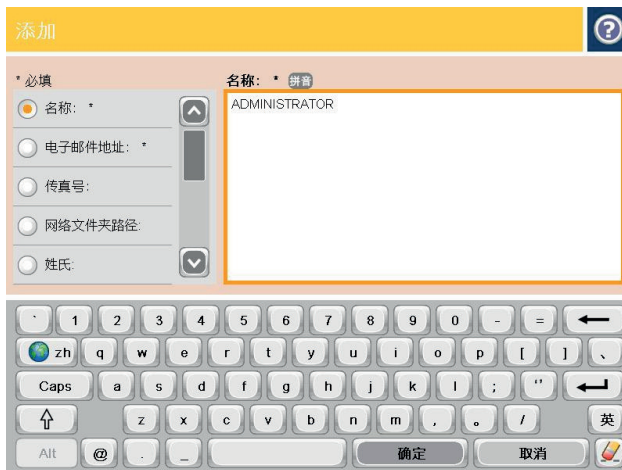 添加
* 必填
名称: * 拼音
名称: *
ADMINISTRATOR
电子邮件地址: *
传真号:
网络文件夹路径:
姓氏:
` 1 2 3 4 5 6 7 8 9 0 - =
zh q w e r t y u i o p [ ] 、
Caps a s d f g h j k l ; ‘’
z x c v b n m , 。 /
英
Alt @ . _ 确定 取消